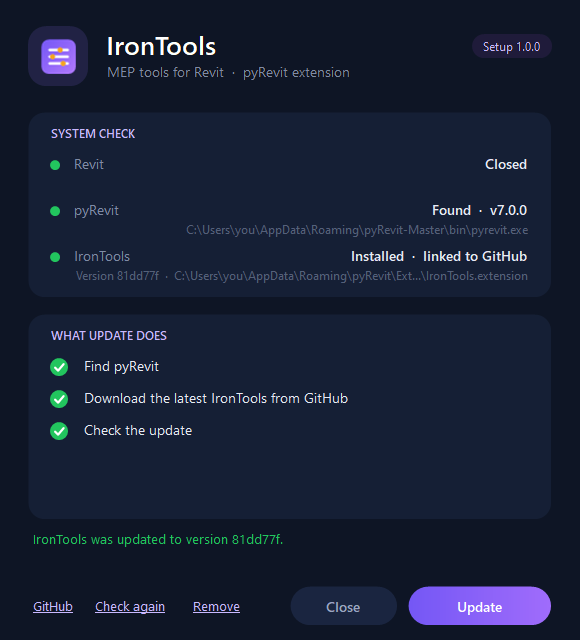 IronTools
Setup 1.0.0
MEP tools for Revit · pyRevit extension
SYSTEM CHECK
Revit
Closed
pyRevit
Found · v7.0.0
C:\Users\you\AppData\Roaming\pyRevit-Master\bin\pyrevit.exe
IronTools
Installed · linked to GitHub
Version 81dd77f · C:\Users\you\AppData\Roaming\pyRevit\Ext...\IronTools.extension
WHAT UPDATE DOES
Find pyRevit
Download the latest IronTools from GitHub
Check the update
IronTools was updated to version 81dd77f.
GitHub
Check again
Remove
Close
Update